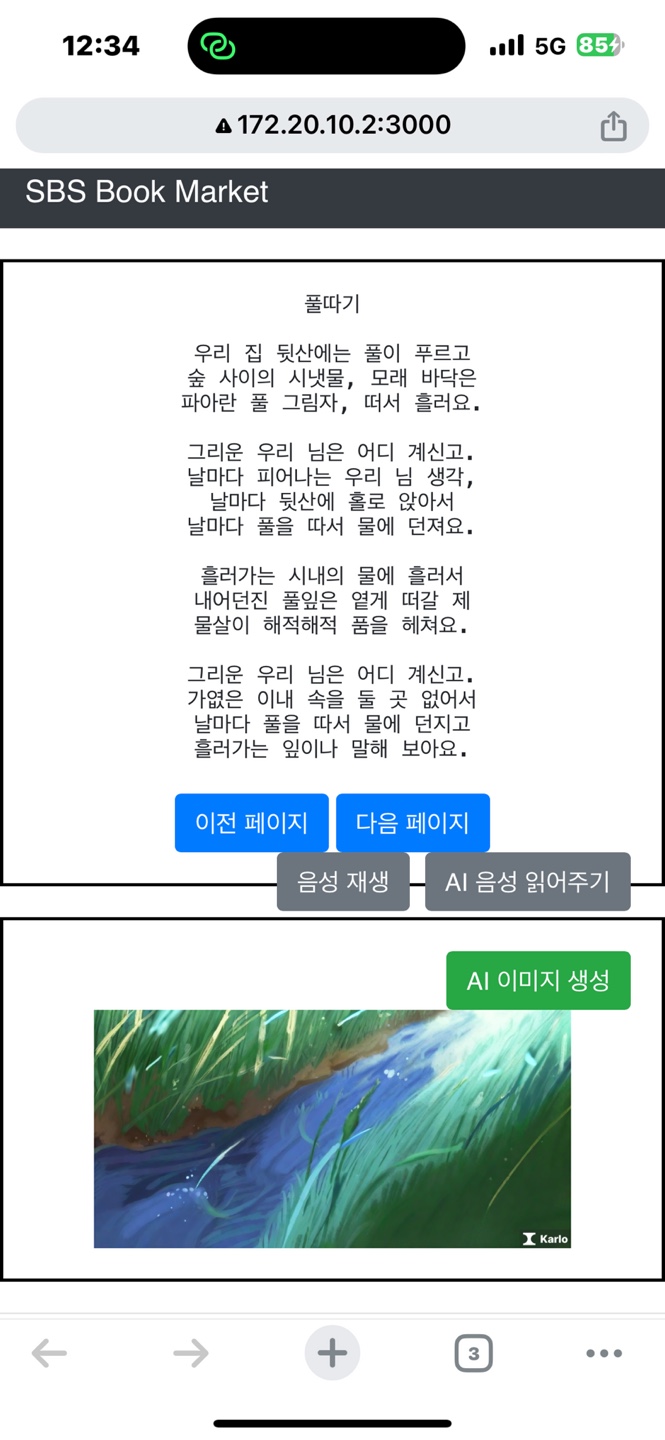 12:34
5G
85
172.20.10.2:3000
SBS Book Market
풀따기
우리 집 뒷산에는 풀이 푸르고
숲 사이의 시냇물, 모래 바닥은
파아란 풀 그림자, 떠서 흘러요.
그리운 우리 님은 어디 계신고.
날마다 피어나는 우리 님 생각,
날마다 뒷산에 홀로 앉아서
날마다 풀을 따서 물에 던져요.
흘러가는 시내의 물에 흘러서
내어던진 풀잎은 옅게 떠갈 제
물살이 해적해적 품을 헤쳐요.
그리운 우리 님은 어디 계신고.
가엾은 이내 속을 둘 곳 없어서
날마다 풀을 따서 물에 던지고
흘러가는 잎이나 말해 보아요.
이전 페이지 다음 페이지
음성 재생 AI 음성 읽어주기
AI 이미지 생성
Karlo
3